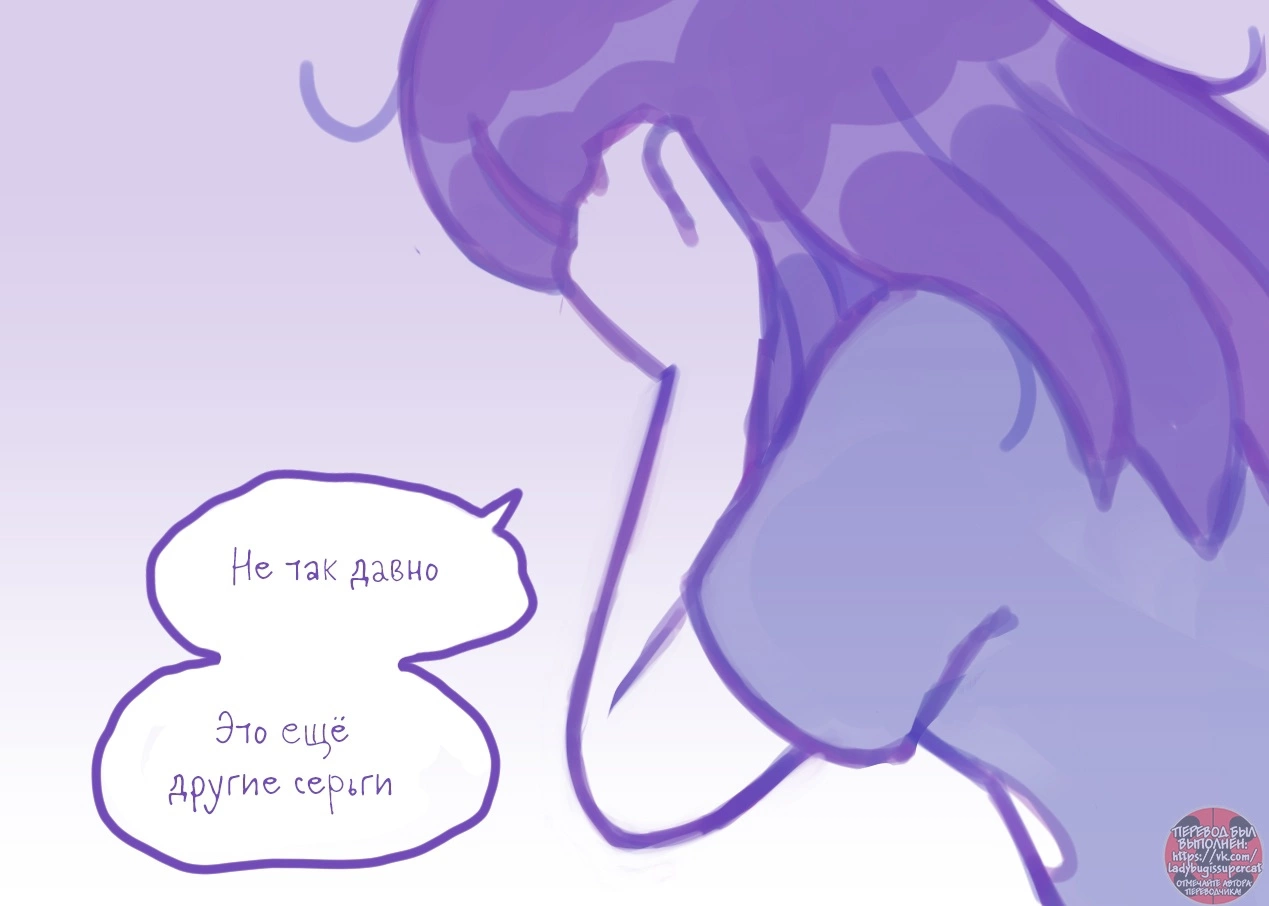 Не так давно
Это ещё
другие серьги
ПЕРЕВОД БЫЛ
ВЫПОЛНЕН:
https://vk.com/
ladybugissupercat
ОТМЕЧАЙТЕ АВТОРА
ПЕРЕВОДЧИКА!